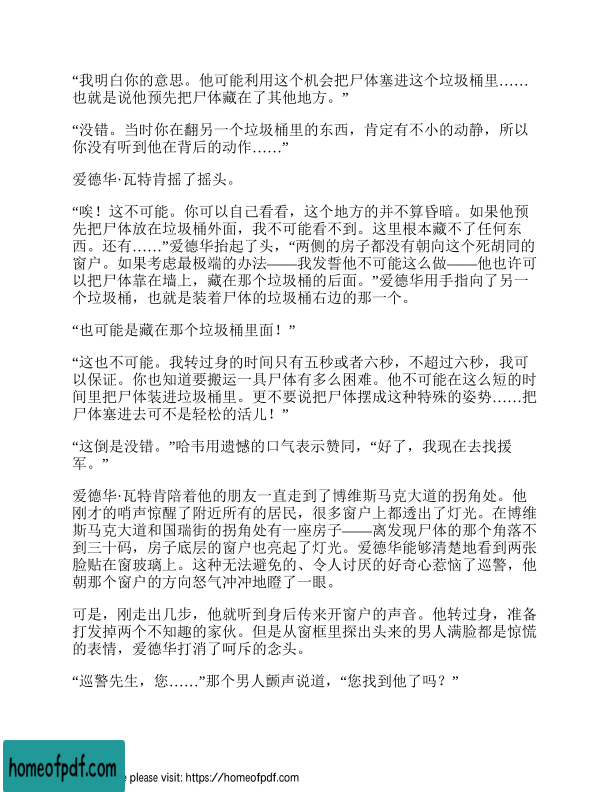 “我明白你的意思。他可能利用这个机会把尸体塞进这个垃圾桶里……
也就是说他预先把尸体藏在了其他地方。”
“没错。当时你在翻另一个垃圾桶里的东西，肯定有不小的动静，所以
你没有听到他在背后的动作……”
爱德华·瓦特肯摇了摇头。
“唉！这不可能。你可以自己看看，这个地方的并不算昏暗。如果他预
先把尸体放在垃圾桶外面，我不可能看不到。这里根本藏不了任何东
西。还有……”爱德华抬起了头，“两侧的房子都没有朝向这个死胡同的
窗户。如果考虑最极端的办法——我发誓他不可能这么做——他也许可
以把尸体靠在墙上，藏在那个垃圾桶的后面。”爱德华用手指向了另一
个垃圾桶，也就是装着尸体的垃圾桶右边的那一个。
“也可能是藏在那个垃圾桶里面！”
“这也不可能。我转过身的时间只有五秒或者六秒，不超过六秒，我可
以保证。你也知道要搬运一具尸体有多么困难。他不可能在这么短的时
间里把尸体装进垃圾桶里。更不要说把尸体摆成这种特殊的姿势……把
尸体塞进去可不是轻松的活儿！”
“这倒是没错。”哈韦用遗憾的口气表示赞同，“好了，我现在去找援
军。”
爱德华·瓦特肯陪着他的朋友一直走到了博维斯马克大道的拐角处。他
刚才的哨声惊醒了附近所有的居民，很多窗户上都透出了灯光。在博维
斯马克大道和国瑞街的拐角处有一座房子——离发现尸体的那个角落不
到三十码，房子底层的窗户也亮起了灯光。爱德华能够清楚地看到两张
脸贴在窗玻璃上。这种无法避免的、令人讨厌的好奇心惹恼了巡警，他
朝那个窗户的方向怒气冲冲地瞪了一眼。
可是，刚走出几步，他就听到身后传来开窗户的声音。他转过身，准备
打发掉两个不知趣的家伙。但是从窗框里探出头来的男人满脸都是惊慌
的表情，爱德华打消了呵斥的念头。
“巡警先生，您……”那个男人颤声说道，“您找到他了吗？”
homeofpdf.com
e please visit: https://homeofpdf.com